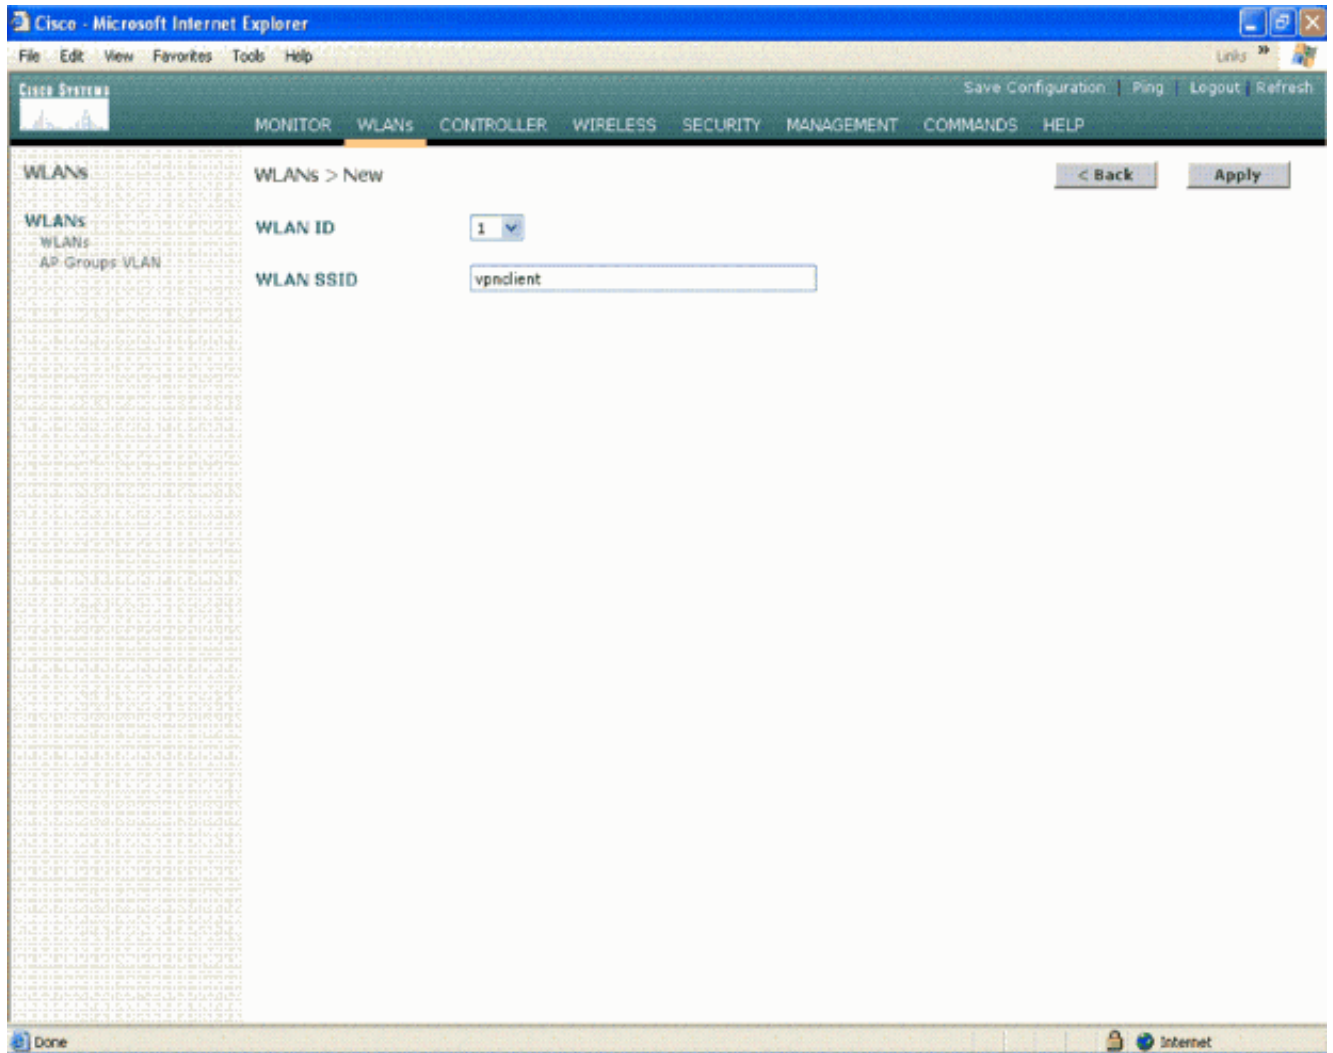 Cisco - Microsoft Internet Explorer
File Edit View Favorites Tools Help Links »
CISCO SYSTEMS
Save Configuration | Ping | Logout | Refresh
MONITOR WLANs CONTROLLER WIRELESS SECURITY MANAGEMENT COMMANDS HELP
WLANs
WLANs
WLANs
AP Groups VLAN
WLANs > New
< Back Apply
WLAN ID 1
WLAN SSID vpnclient
Done Internet